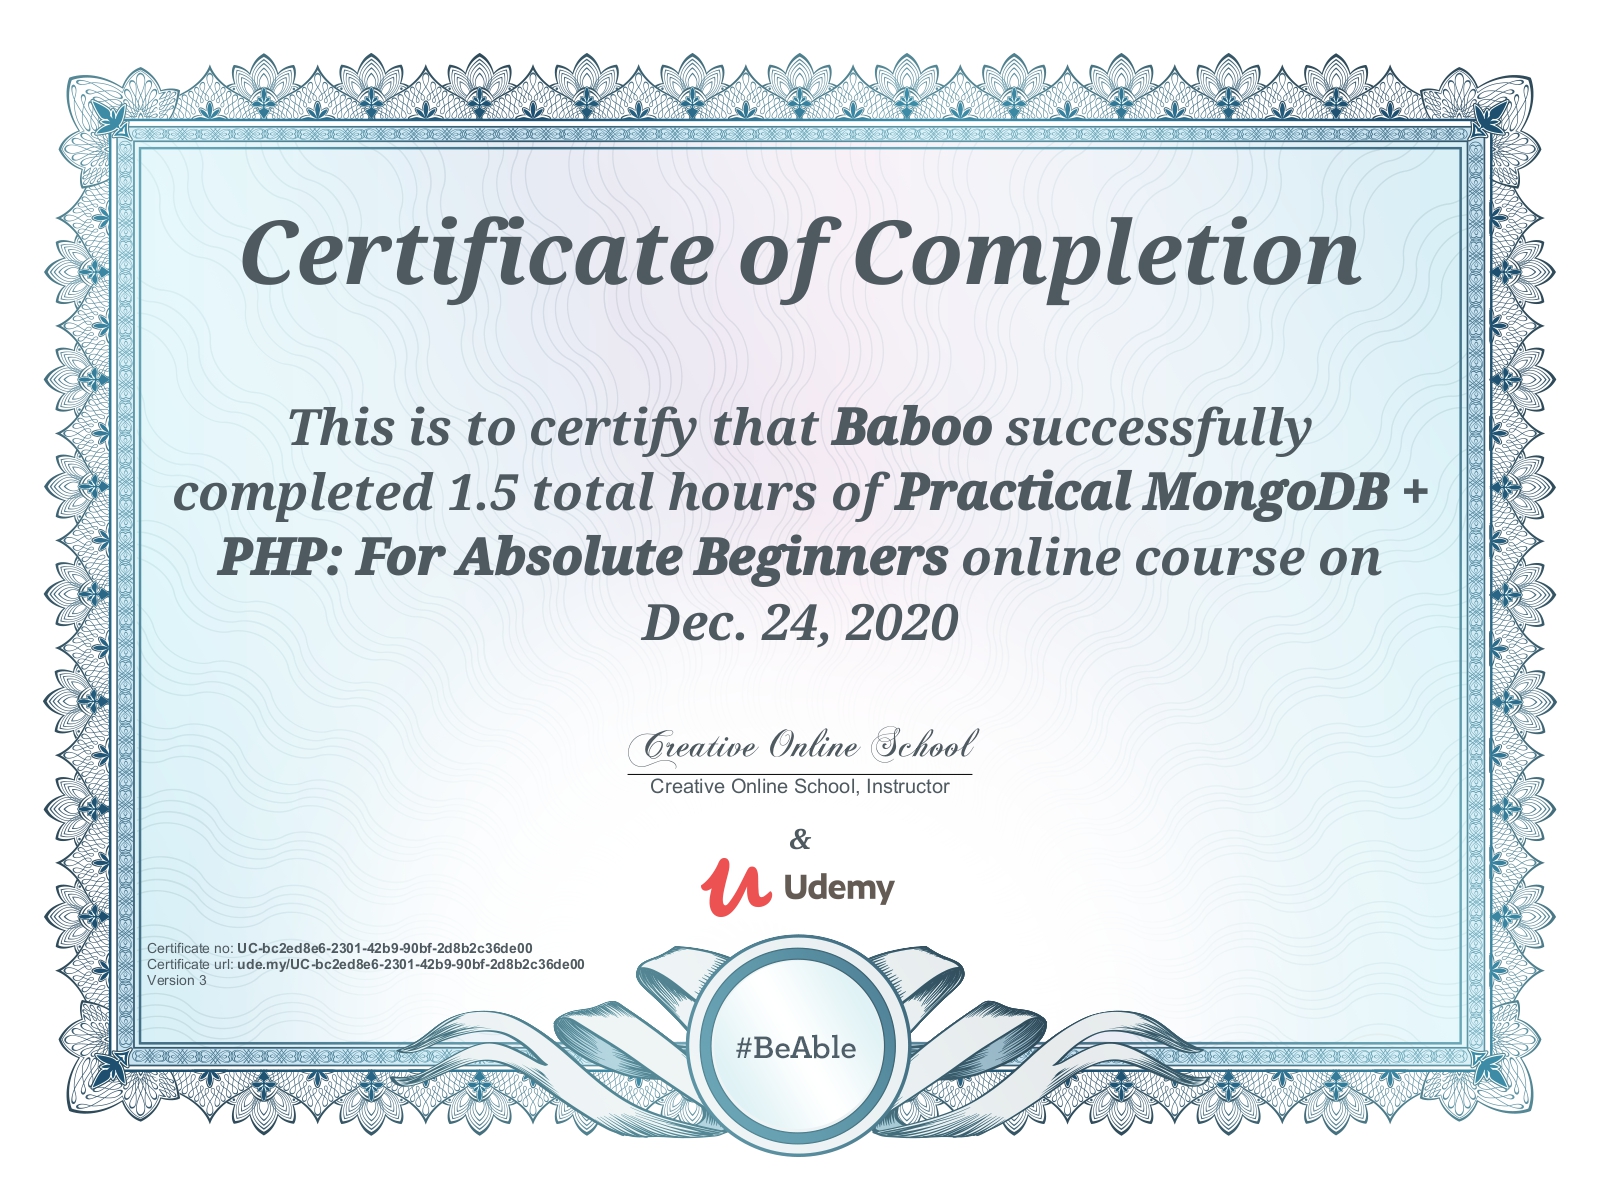 Certificate of Completion
This is to certify that Baboo successfully
completed 1.5 total hours of Practical MongoDB +
PHP: For Absolute Beginners online course on
Dec. 24, 2020
Creative Online School
Creative Online School, Instructor
&
Udemy
Certificate no: UC-bc2ed8e6-2301-42b9-90bf-2d8b2c36de00
Certificate url: ude.my/UC-bc2ed8e6-2301-42b9-90bf-2d8b2c36de00
Version 3
#BeAble